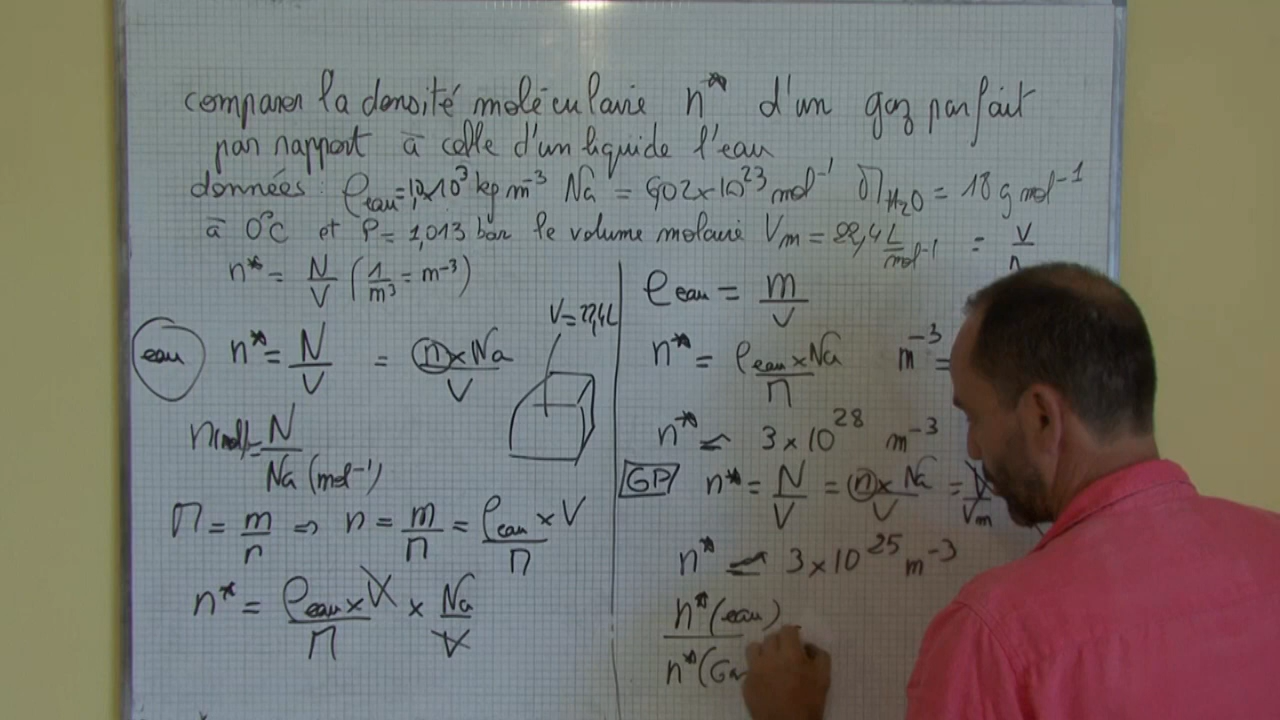 comparer la densité moléculaire n* d'un gaz parfait
par rapport à celle d'un liquide l'eau
données : ρeau = 1,0×10³ kg m⁻³ Na = 6,02×10²³ mol⁻¹ M H₂O = 18 g mol⁻¹
à 0°C et P = 1,013 bar le volume molaire Vm = 22,4 L/mol⁻¹ = V/n
n* = N/V (1/m³ = m⁻³)
eau n* = N/V = n × Na/V
V = 22,4L
n(mol) = N/Na (mol⁻¹)
M = m/n ⇒ n = m/M = ρeau × V/M
n* = ρeau × V/M × Na/V
ρeau = m/V
n* = ρeau × Na/M m⁻³ =
n* ≃ 3 × 10²⁸ m⁻³
GP n* = N/V = n × Na/V =
n* ≃ 3 × 10²⁵ m⁻³
n*(eau)
n*(Ga